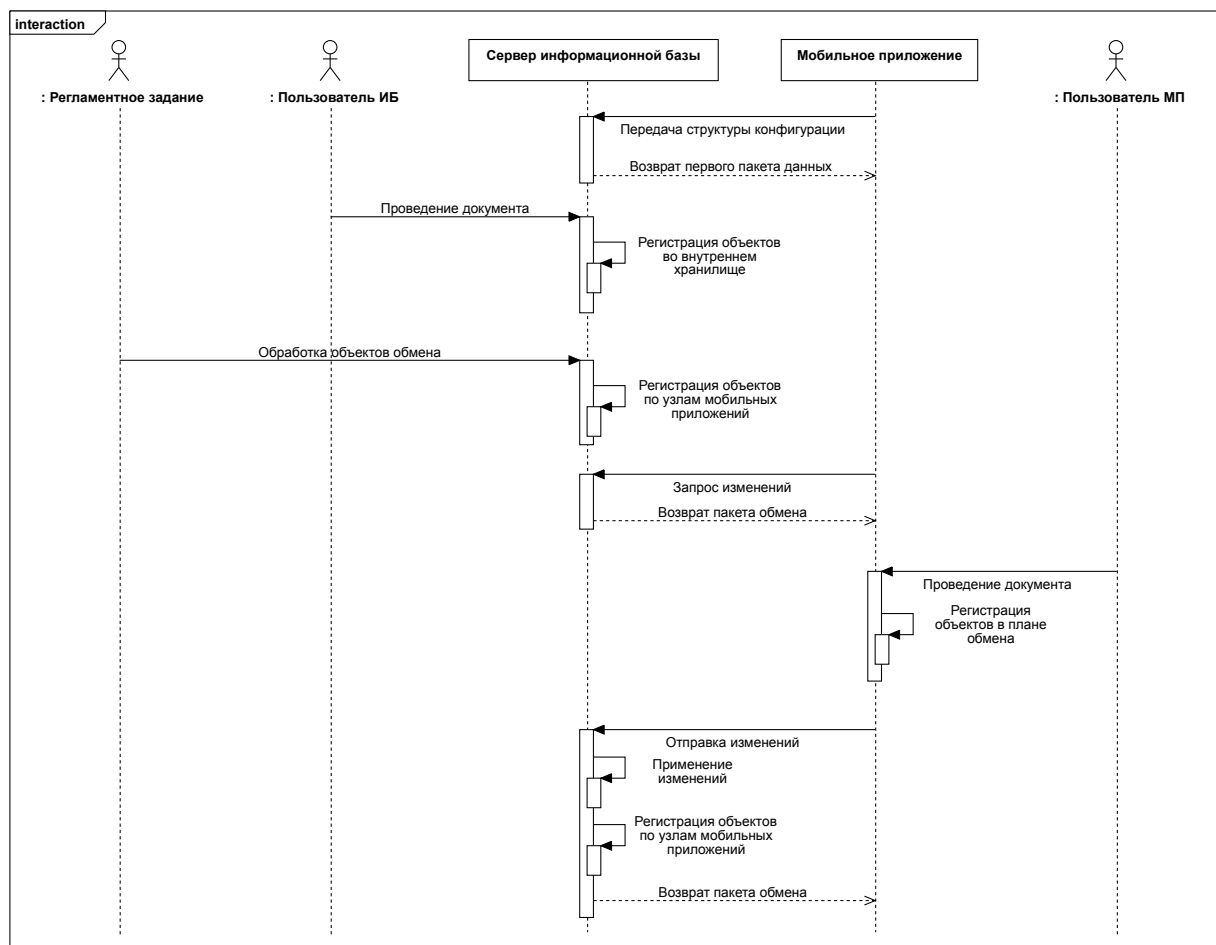 interaction
Сервер информационной базы
Мобильное приложение
: Регламентное задание
: Пользователь ИБ
: Пользователь МП
Передача структуры конфигурации
Возврат первого пакета данных
Проведение документа
Регистрация объектов
во внутреннем
хранилище
Обработка объектов обмена
Регистрация объектов
по узлам мобильных
приложений
Запрос изменений
Возврат пакета обмена
Проведение документа
Регистрация
объектов в плане
обмена
Отправка изменений
Применение
изменений
Регистрация объектов
по узлам мобильных
приложений
Возврат пакета обмена